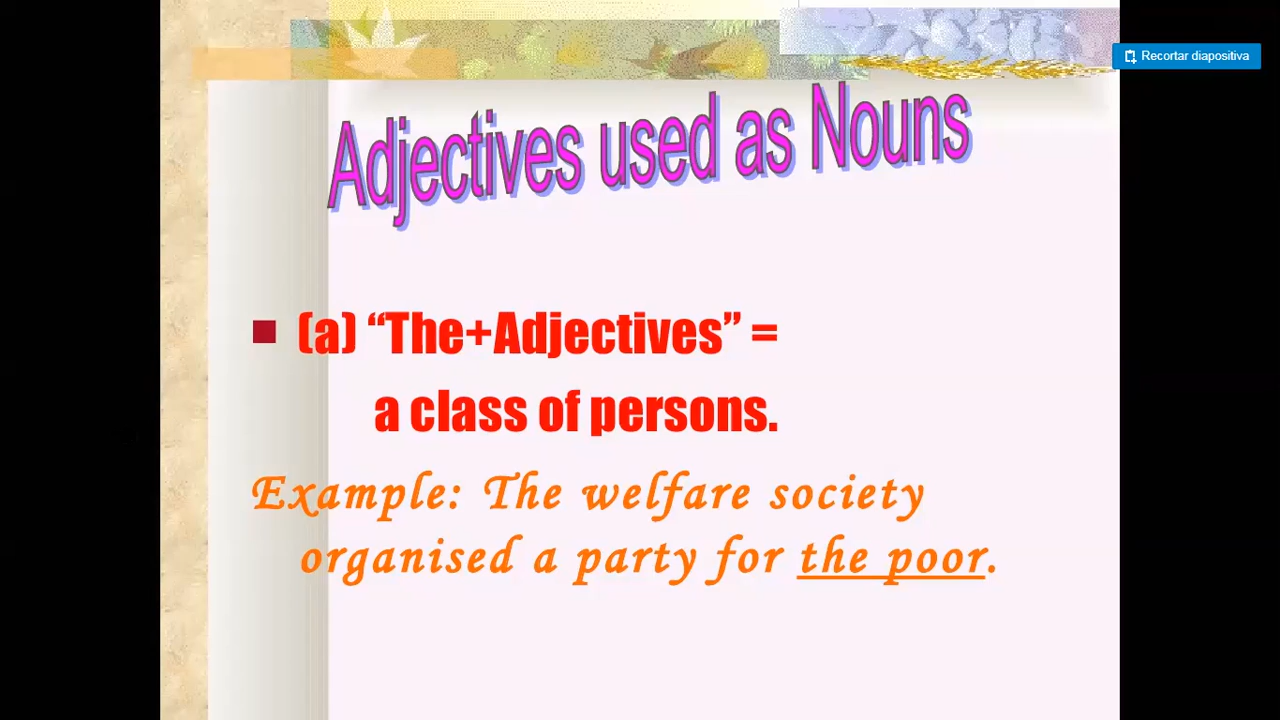 Recortar diapositiva
Adjectives used as Nouns
(a) “The+Adjectives” =
a class of persons.
Example: The welfare society
organised a party for the poor.